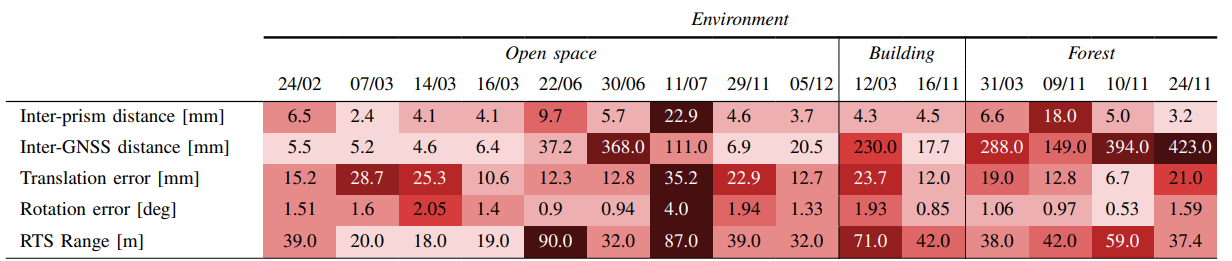 Environment
Open space Building Forest
24/02 07/03 14/03 16/03 22/06 30/06 11/07 29/11 05/12 12/03 16/11 31/03 09/11 10/11 24/11
Inter-prism distance [mm] 6.5 2.4 4.1 4.1 9.7 5.7 22.9 4.6 3.7 4.3 4.5 6.6 18.0 5.0 3.2
Inter-GNSS distance [mm] 5.5 5.2 4.6 6.4 37.2 368.0 111.0 6.9 20.5 230.0 17.7 288.0 149.0 394.0 423.0
Translation error [mm] 15.2 28.7 25.3 10.6 12.3 12.8 35.2 22.9 12.7 23.7 12.0 19.0 12.8 6.7 21.0
Rotation error [deg] 1.51 1.6 2.05 1.4 0.9 0.94 4.0 1.94 1.33 1.93 0.85 1.06 0.97 0.53 1.59
RTS Range [m] 39.0 20.0 18.0 19.0 90.0 32.0 87.0 39.0 32.0 71.0 42.0 38.0 42.0 59.0 37.4